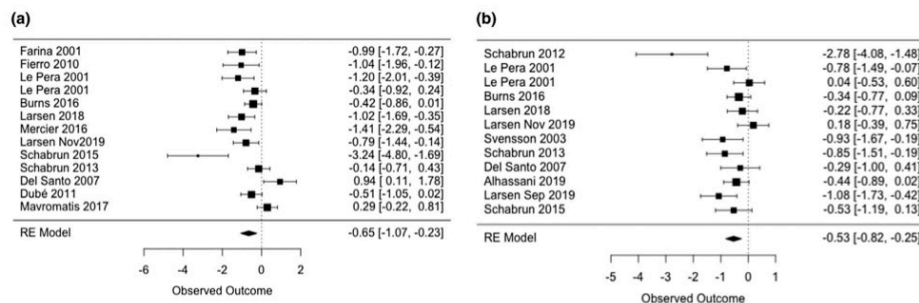 (a)
Farina 2001 -0.99 [-1.72, -0.27]
Fierro 2010 -1.04 [-1.96, -0.12]
Le Pera 2001 -1.20 [-2.01, -0.39]
Le Pera 2001 -0.34 [-0.92, 0.24]
Burns 2016 -0.42 [-0.86, 0.01]
Larsen 2018 -1.02 [-1.69, -0.35]
Mercier 2016 -1.41 [-2.29, -0.54]
Larsen Nov2019 -0.79 [-1.44, -0.14]
Schabrun 2015 -3.24 [-4.80, -1.69]
Schabrun 2013 -0.14 [-0.71, 0.43]
Del Santo 2007 0.94 [0.11, 1.78]
Dubé 2011 -0.51 [-1.05, 0.02]
Mavromatis 2017 0.29 [-0.22, 0.81]
RE Model -0.65 [-1.07, -0.23]
-6 -4 -2 0 2 4
Observed Outcome
(b)
Schabrun 2012 -2.78 [-4.08, -1.48]
Le Pera 2001 -0.78 [-1.49, -0.07]
Le Pera 2001 0.04 [-0.53, 0.60]
Burns 2016 -0.34 [-0.77, 0.09]
Larsen 2018 -0.22 [-0.77, 0.33]
Larsen Nov 2019 0.18 [-0.39, 0.75]
Svensson 2003 -0.93 [-1.67, -0.19]
Schabrun 2013 -0.85 [-1.51, -0.19]
Del Santo 2007 -0.29 [-1.00, 0.41]
Alhassani 2019 -0.44 [-0.89, 0.02]
Larsen Sep 2019 -1.08 [-1.73, -0.42]
Schabrun 2015 -0.53 [-1.19, 0.13]
RE Model -0.53 [-0.82, -0.25]
-5 -4 -3 -2 -1 0 1
Observed Outcome